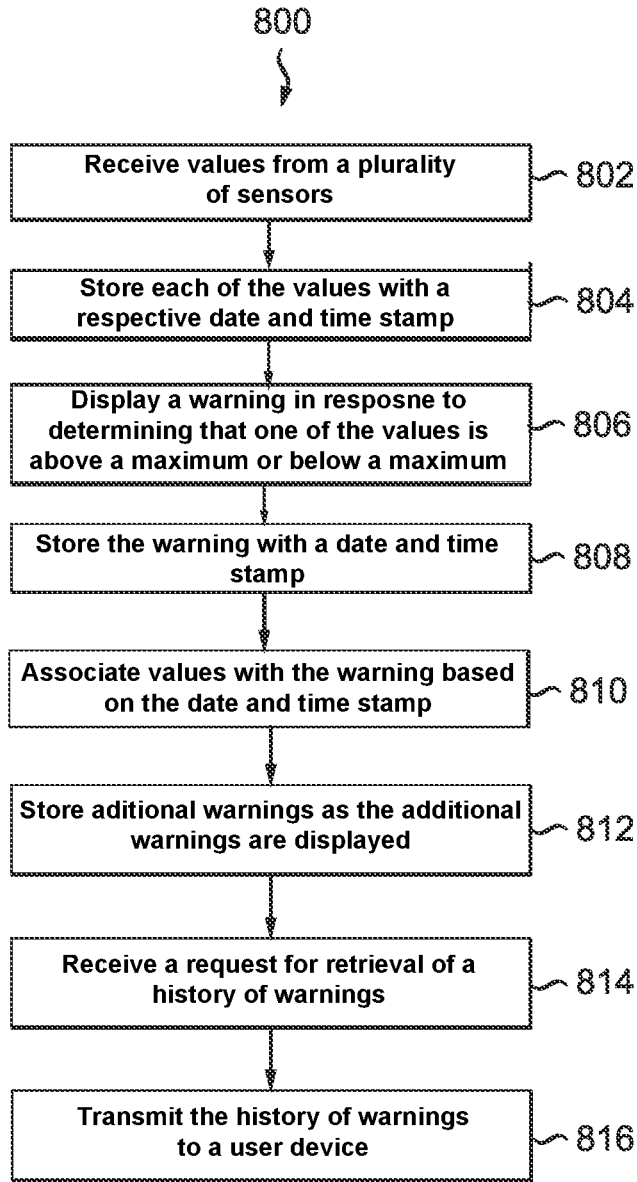 800
Receive values from a plurality
of sensors
802
Store each of the values with a
respective date and time stamp
804
Display a warning in resposne to
determining that one of the values is
above a maximum or below a maximum
806
Store the warning with a date and time
stamp
808
Associate values with the warning based
on the date and time stamp
810
Store aditional warnings as the additional
warnings are displayed
812
Receive a request for retrieval of a
history of warnings
814
Transmit the history of warnings
to a user device
816